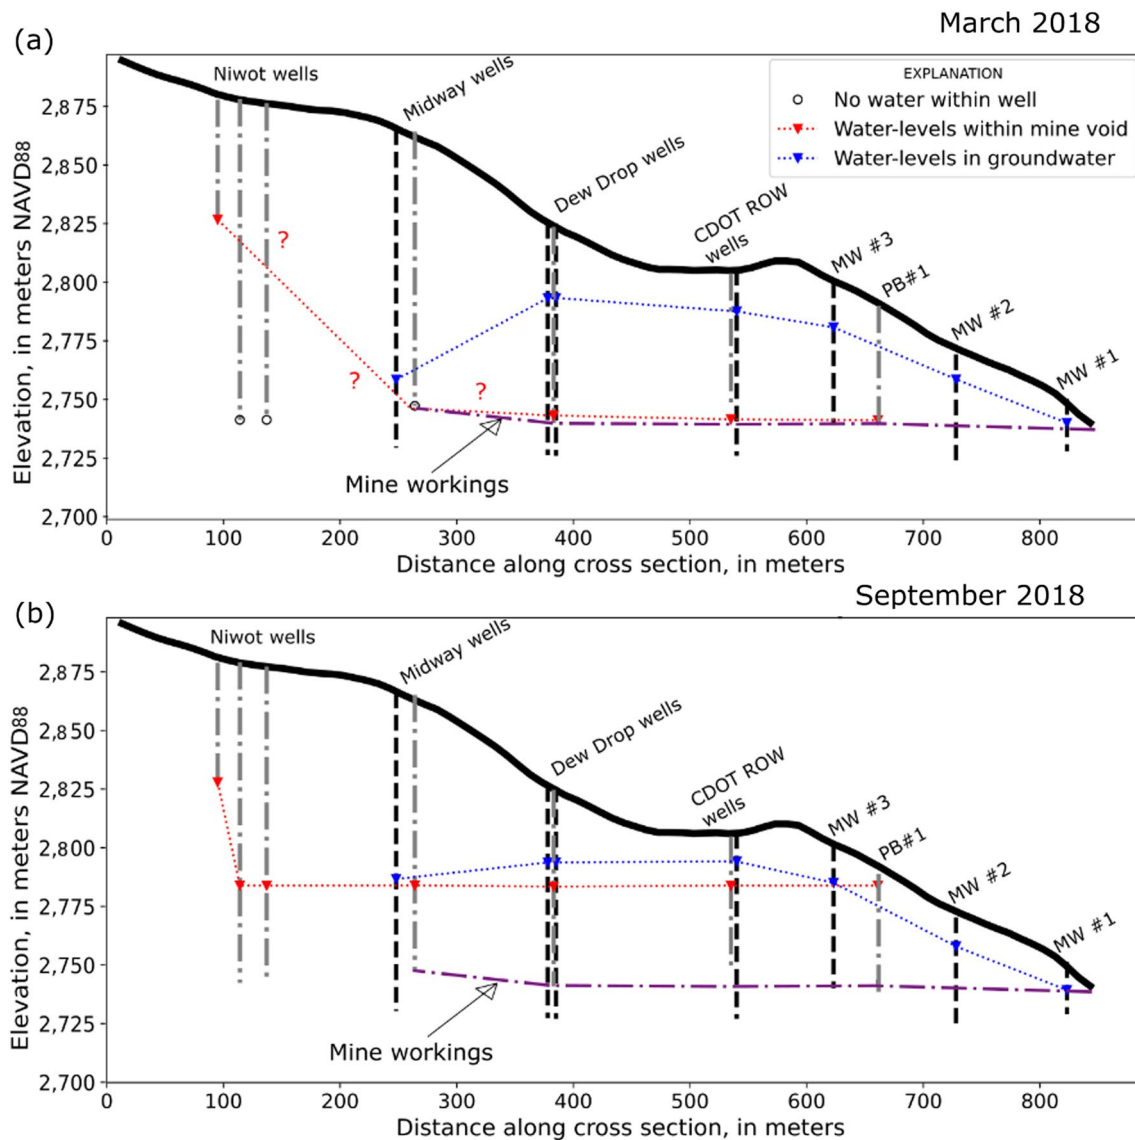 March 2018
(a)
Niwot wells
Midway wells
Dew Drop wells
CDOT ROW
wells
MW #3
PB#1
MW #2
MW #1
EXPLANATION
No water within well
Water-levels within mine void
Water-levels in groundwater
?
?
?
Mine workings
Elevation, in meters NAVD88
2,875
2,850
2,825
2,800
2,775
2,750
2,725
2,700
0 100 200 300 400 500 600 700 800
Distance along cross section, in meters
September 2018
(b)
Niwot wells
Midway wells
Dew Drop wells
CDOT ROW
wells
MW #3
PB#1
MW #2
MW #1
Mine workings
Elevation, in meters NAVD88
2,875
2,850
2,825
2,800
2,775
2,750
2,725
2,700
0 100 200 300 400 500 600 700 800
Distance along cross section, in meters